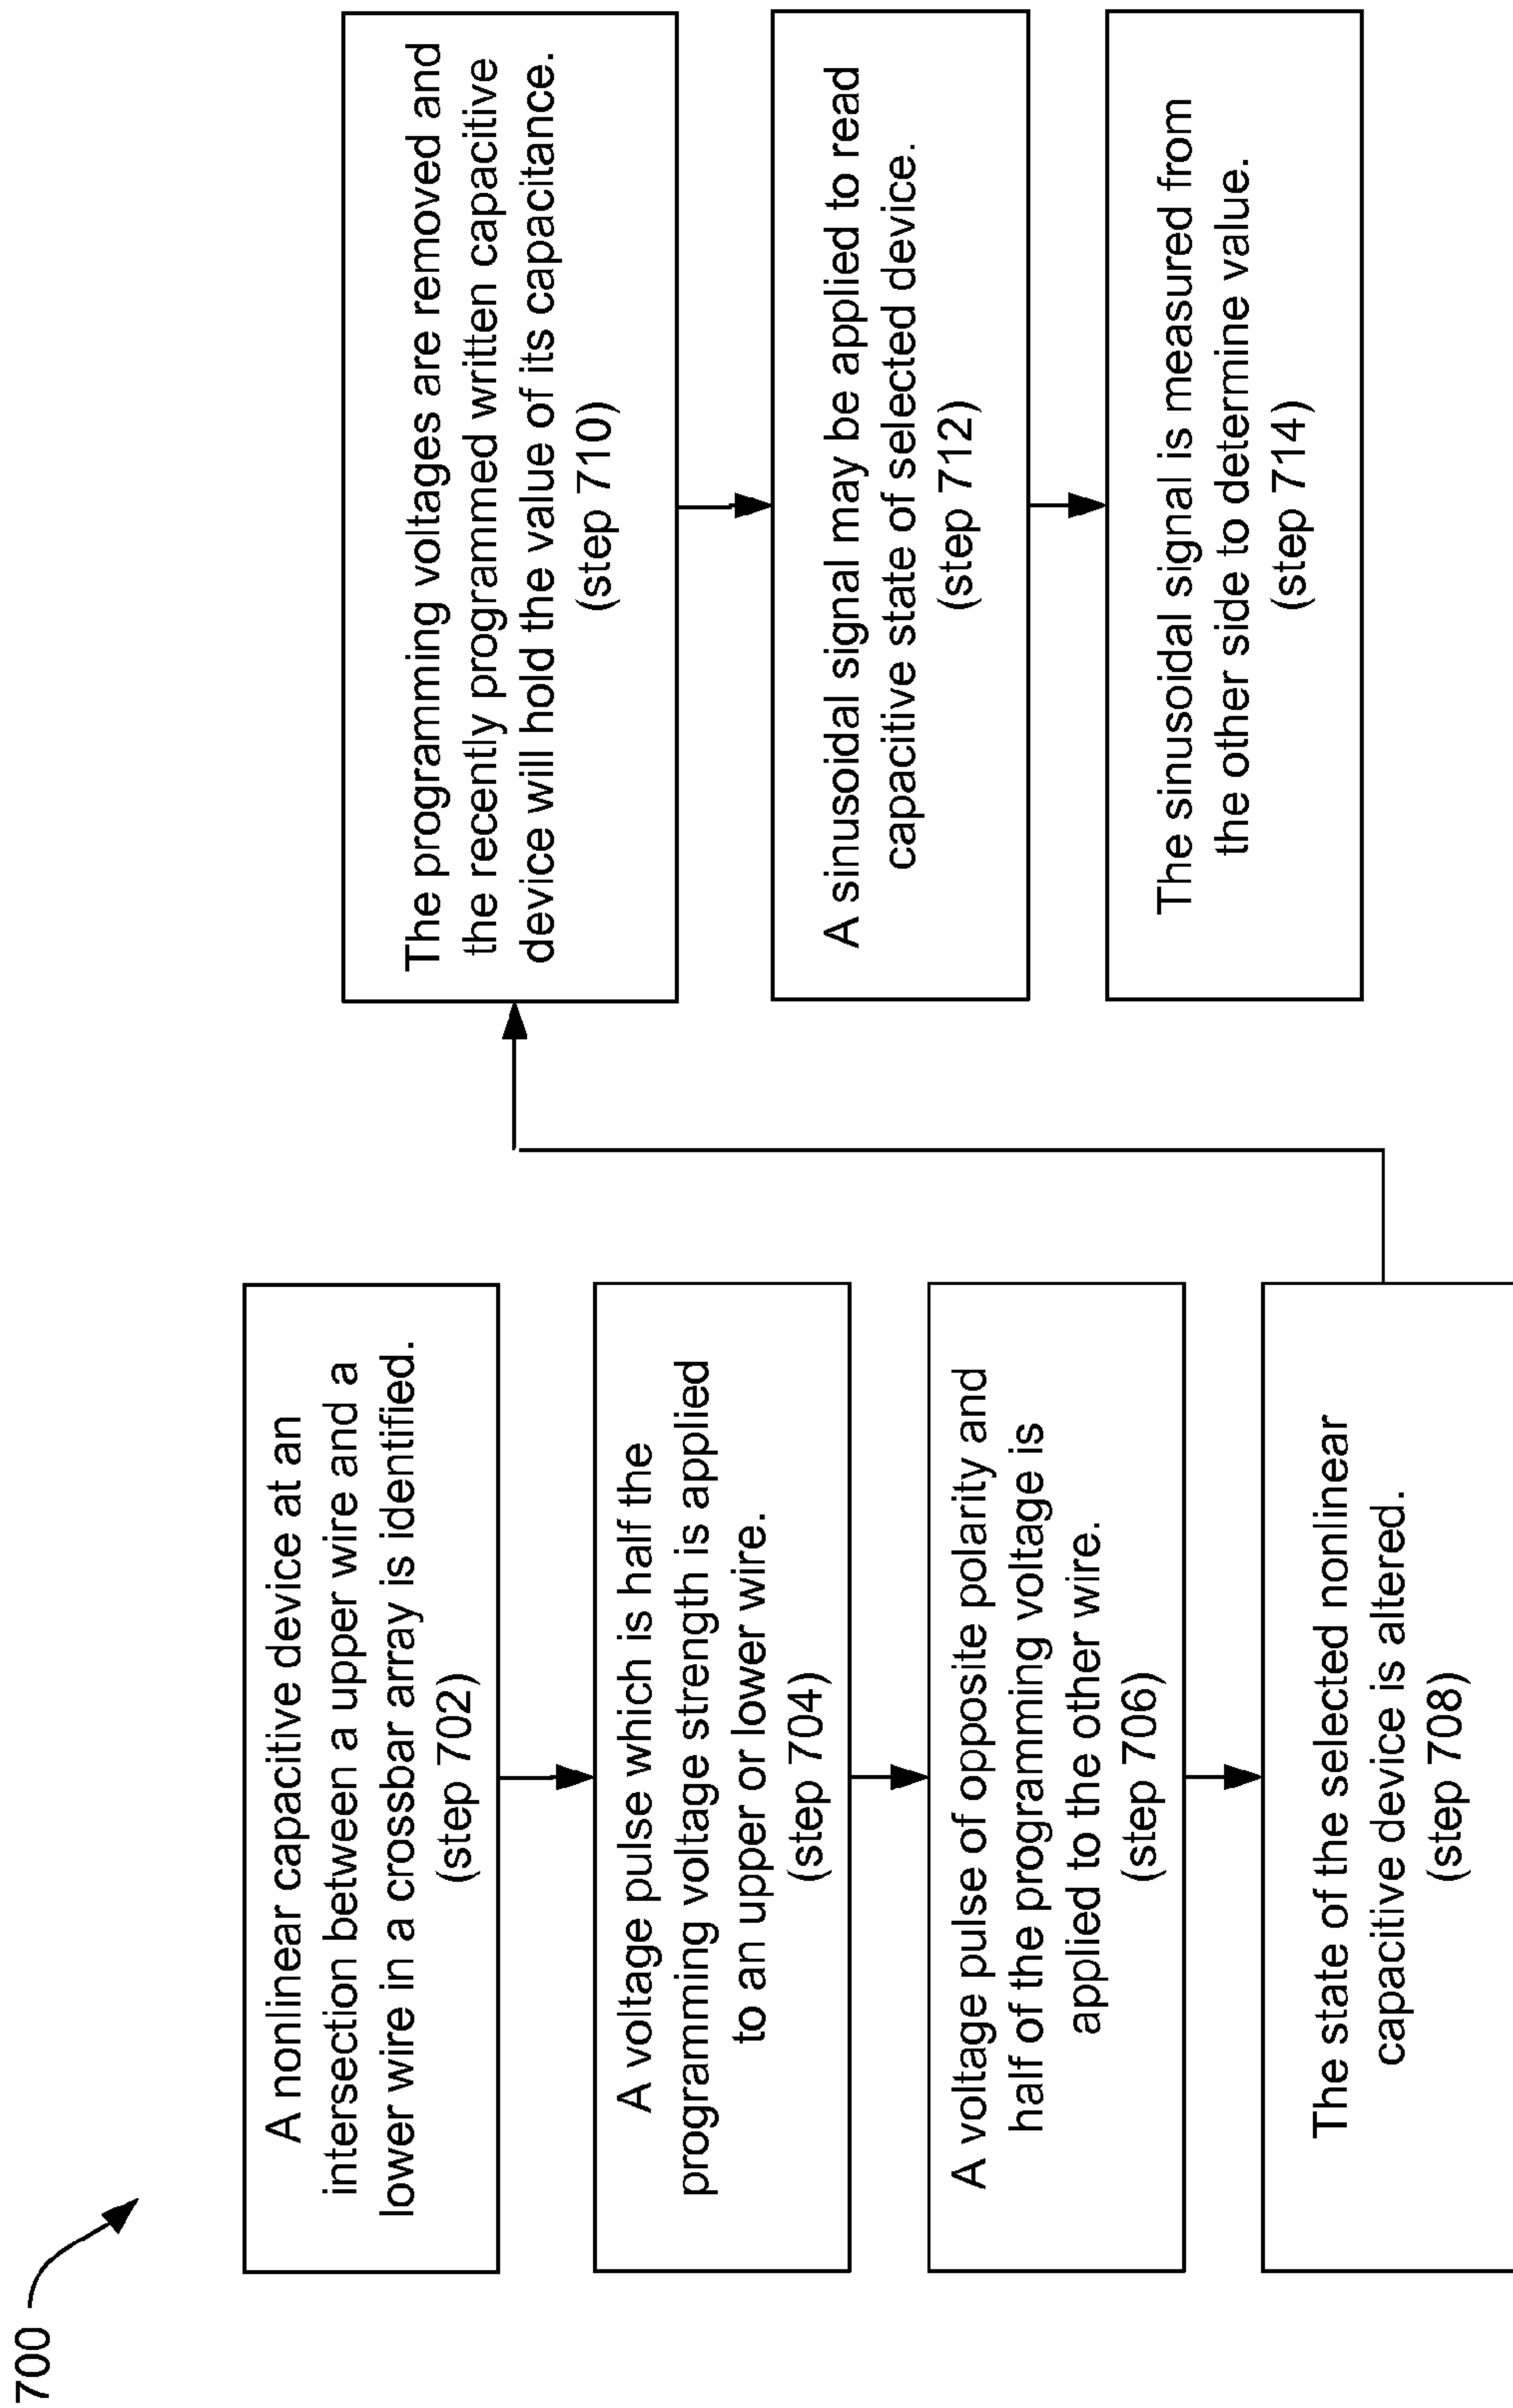 700
A nonlinear capacitive device at an
intersection between a upper wire and a
lower wire in a crossbar array is identified.
(step 702)
A voltage pulse which is half the
programming voltage strength is applied
to an upper or lower wire.
(step 704)
A voltage pulse of opposite polarity and
half of the programming voltage is
applied to the other wire.
(step 706)
The state of the selected nonlinear
capacitive device is altered.
(step 708)
The programming voltages are removed and
the recently programmed written capacitive
device will hold the value of its capacitance.
(step 710)
A sinusoidal signal may be applied to read
capacitive state of selected device.
(step 712)
The sinusoidal signal is measured from
the other side to determine value.
(step 714)